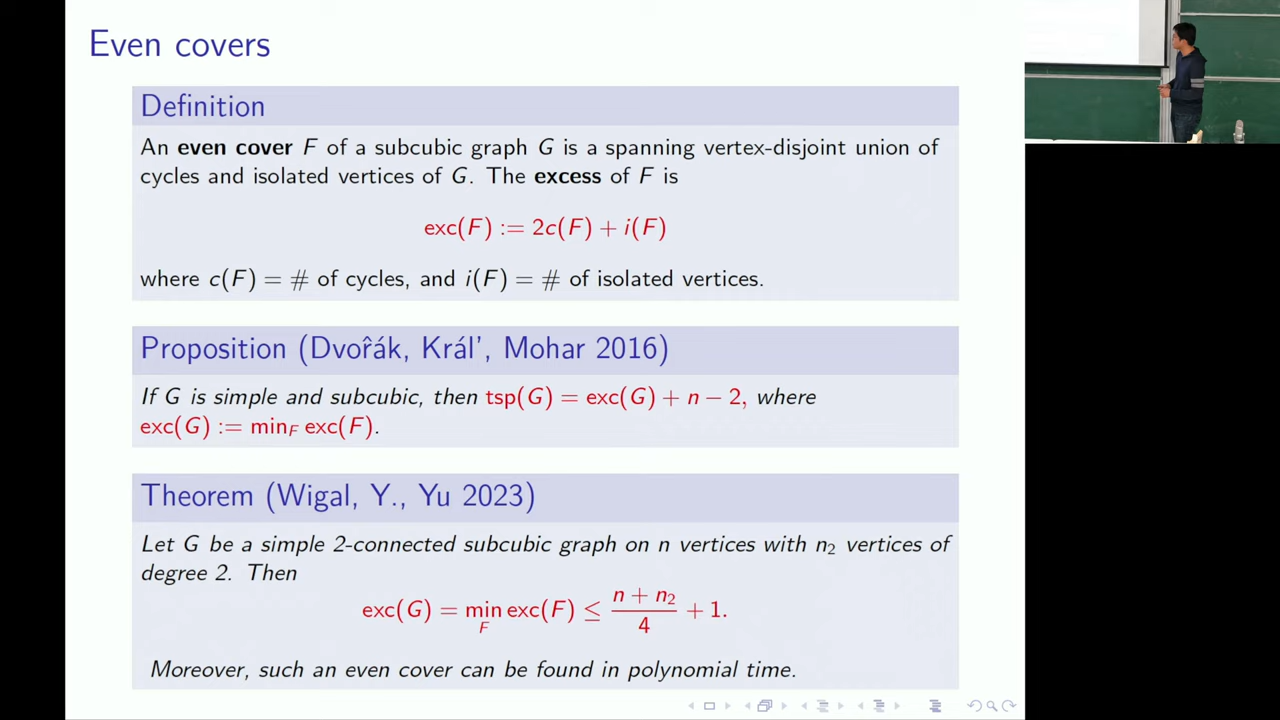 Even covers
Definition
An even cover F of a subcubic graph G is a spanning vertex-disjoint union of
cycles and isolated vertices of G. The excess of F is
exc(F) := 2c(F) + i(F)
where c(F) = # of cycles, and i(F) = # of isolated vertices.
Proposition (Dvořák, Král', Mohar 2016)
If G is simple and subcubic, then tsp(G) = exc(G) + n − 2, where
exc(G) := min_F exc(F).
Theorem (Wigal, Y., Yu 2023)
Let G be a simple 2-connected subcubic graph on n vertices with n₂ vertices of
degree 2. Then
exc(G) = min_F exc(F) ≤ (n + n₂)/4 + 1.
Moreover, such an even cover can be found in polynomial time.